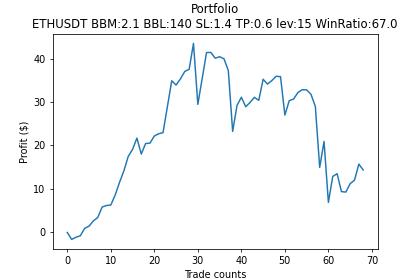 Portfolio
ETHUSDT BBM:2.1 BBL:140 SL:1.4 TP:0.6 lev:15 WinRatio:67.0
Profit ($)
40
30
20
10
0
0 10 20 30 40 50 60 70
Trade counts